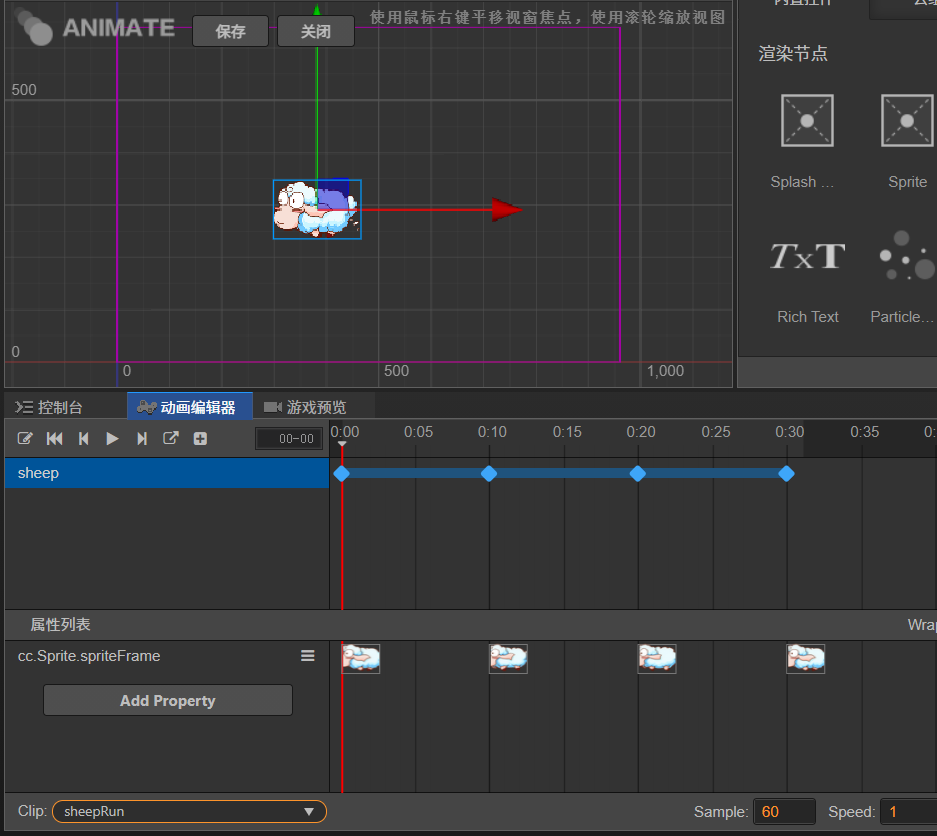 ANIMATE 保存 关闭 使用鼠标右键平移视窗焦点，使用滚轮缩放视图
500
0
0 500 1,000
渲染节点
Splash ... Sprite
TxT
Rich Text Particle...
控制台 动画编辑器 游戏预览
00-00 0:00 0:05 0:10 0:15 0:20 0:25 0:30 0:35 0:
sheep
属性列表 Wrap
cc.Sprite.spriteFrame
Add Property
Clip: sheepRun Sample: 60 Speed: 1